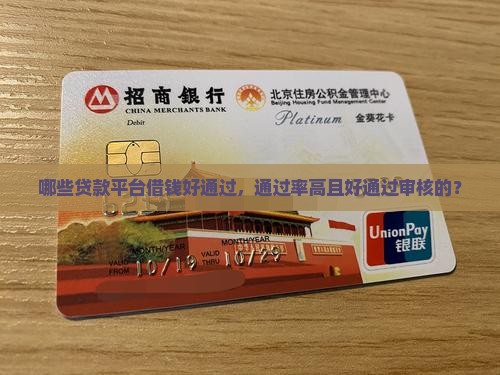 招商银行
CHINA MERCHANTS BANK
Debit
北京住房公积金管理中心
Beijing Housing Fund Management Center
Platinum 金葵花卡
哪些贷款平台借钱好通过，通过率高且好通过审核的？
MONTH/YEAR MONTH/YEAR
VALID FROM 10/19 VALID THRU 10/29
UnionPay
银联